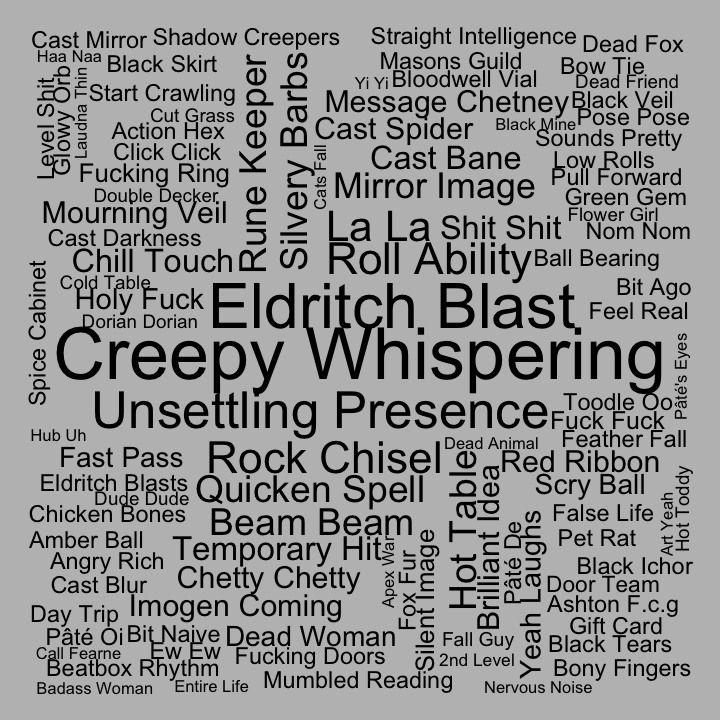 Cast Mirror
Shadow Creepers
Straight Intelligence
Dead Fox
Haa Naa
Black Skirt
Masons Guild
Bow Tie
Level Shit
Glowy Orb
Laudna Thin
Start Crawling
Yi Yi
Bloodwell Vial
Dead Friend
Rune Keeper
Silvery Barbs
Message Chetney
Black Veil
Cut Grass
Pose Pose
Action Hex
Cast Spider
Black Mine
Sounds Pretty
Click Click
Cats Fall
Cast Bane
Low Rolls
Fucking Ring
Mirror Image
Pull Forward
Double Decker
Green Gem
Mourning Veil
La La
Shit Shit
Flower Girl
Nom Nom
Cast Darkness
Chill Touch
Roll Ability
Ball Bearing
Spice Cabinet
Cold Table
Holy Fuck
Eldritch Blast
Bit Ago
Dorian Dorian
Feel Real
Creepy Whispering
Pâté's Eyes
Unsettling Presence
Toodle Oo
Fuck Fuck
Hub Uh
Dead Animal
Feather Fall
Fast Pass
Rock Chisel
Hot Table
Brilliant Idea
Red Ribbon
Eldritch Blasts
Quicken Spell
Scry Ball
Dude Dude
Chicken Bones
Beam Beam
Pâté De
Yeah Laughs
False Life
Art Yeah
Hot Toddy
Amber Ball
Temporary Hit
Pet Rat
Angry Rich
Apex War
Fox Fur
Silent Image
Black Ichor
Cast Blur
Chetty Chetty
Door Team
Day Trip
Imogen Coming
Ashton F.c.g
Gift Card
Pâté Oi
Bit Naive
Dead Woman
Fall Guy
Black Tears
Call Fearne
Ew Ew
Fucking Doors
2nd Level
Beatbox Rhythm
Bony Fingers
Badass Woman
Entire Life
Mumbled Reading
Nervous Noise